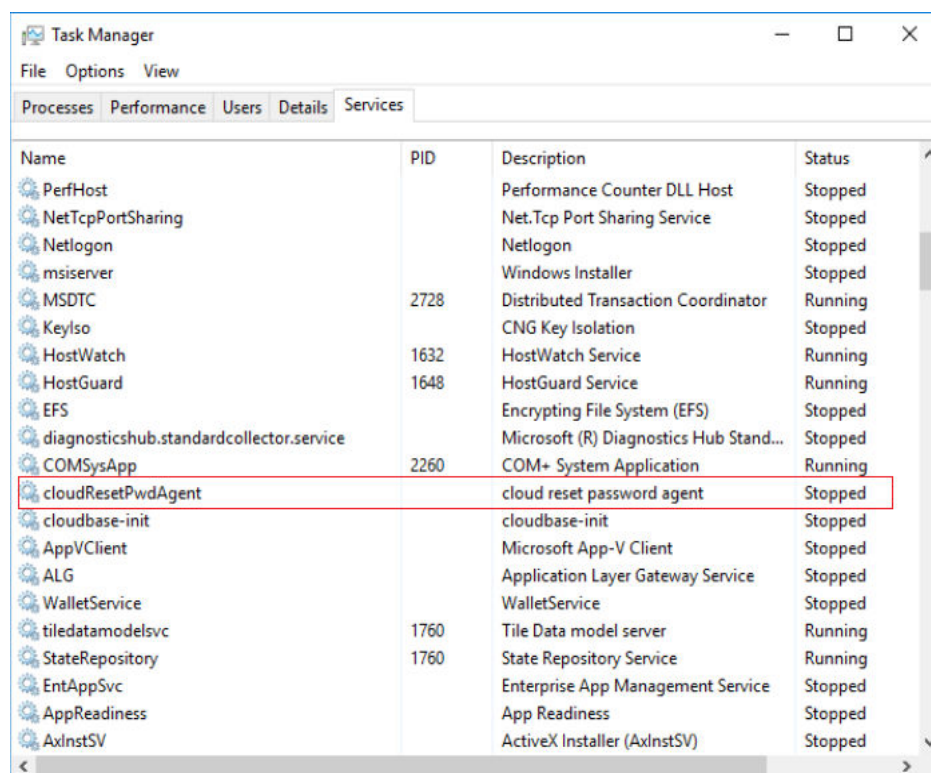 Task Manager
File Options View
Processes Performance Users Details Services
Name PID Description Status
PerfHost Performance Counter DLL Host Stopped
NetTcpPortSharing Net.Tcp Port Sharing Service Stopped
Netlogon Netlogon Stopped
msiserver Windows Installer Stopped
MSDTC 2728 Distributed Transaction Coordinator Running
KeyIso CNG Key Isolation Stopped
HostWatch 1632 HostWatch Service Running
HostGuard 1648 HostGuard Service Running
EFS Encrypting File System (EFS) Stopped
diagnosticshub.standardcollector.service Microsoft (R) Diagnostics Hub Stand... Stopped
COMSysApp 2260 COM+ System Application Running
cloudResetPwdAgent cloud reset password agent Stopped
cloudbase-init cloudbase-init Stopped
AppVClient Microsoft App-V Client Stopped
ALG Application Layer Gateway Service Stopped
WalletService WalletService Stopped
tiledatamodelsvc 1760 Tile Data model server Running
StateRepository 1760 State Repository Service Running
EntAppSvc Enterprise App Management Service Stopped
AppReadiness App Readiness Stopped
AxInstSV ActiveX Installer (AxInstSV) Stopped